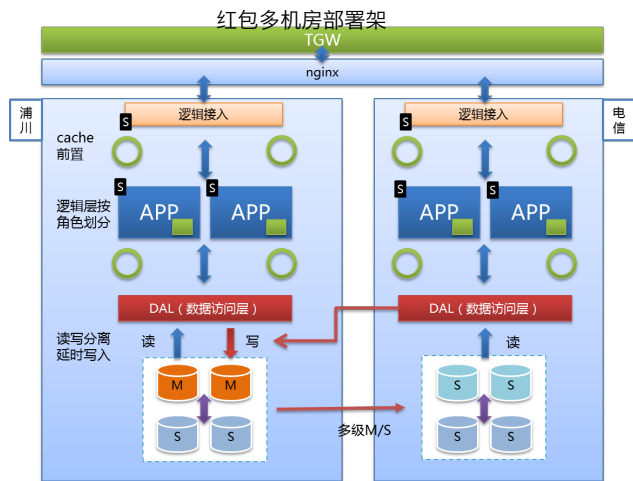 红包多机房部署架
TGW
nginx
浦
川
电
信
S
逻辑接入
S
逻辑接入
cache
前置
S
S
S
S
APP
APP
APP
APP
逻辑层按
角色划分
DAL（数据访问层）
DAL（数据访问层）
读写分离
延时写入
读
写
读
M
M
S
S
S
S
S
S
多级M/S